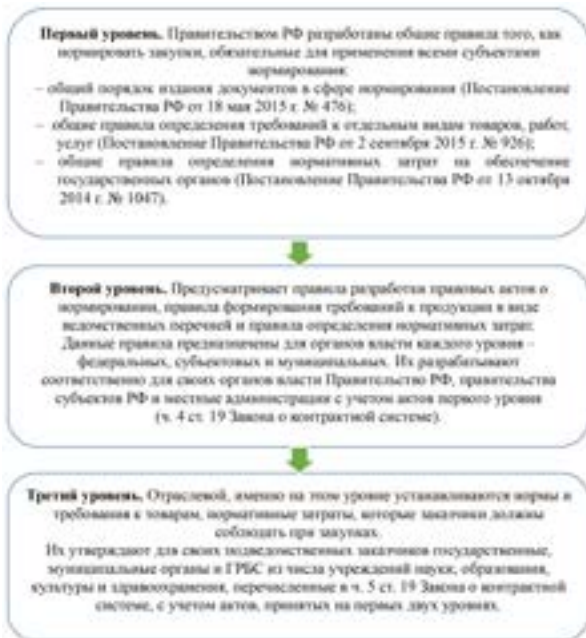 Первый уровень. Правительством РФ разработаны общие правила того, как
нормировать закупки, обязательные для применения всеми субъектами
нормирования:
– общий порядок издания документов в сфере нормирования (Постановление
Правительства РФ от 18 мая 2015 г. № 476);
– общие правила определения требований к отдельным видам товаров, работ,
услуг (Постановление Правительства РФ от 2 сентября 2015 г. № 926);
– общие правила определения нормативных затрат на обеспечение
государственных органов (Постановление Правительства РФ от 13 октября
2014 г. № 1047).
Второй уровень. Предусматривает правила разработки правовых актов о
нормировании, правила формирования требований к продукции в виде
ведомственных перечней и правила определения нормативных затрат.
Данные правила предназначены для органов власти каждого уровня –
федеральных, субъектовых и муниципальных. Их разрабатывают
соответственно для своих органов власти Правительство РФ, правительства
субъектов РФ и местные администрации с учетом актов первого уровня
(ч. 4 ст. 19 Закона о контрактной системе).
Третий уровень. Отраслевой, именно на этом уровне устанавливаются нормы и
требования к товарам, нормативные затраты, которые заказчики должны
соблюдать при закупках.
Их утверждают для своих подведомственных заказчиков государственные,
муниципальные органы и ГРБС из числа учреждений науки, образования,
культуры и здравоохранения, перечисленные в ч. 5 ст. 19 Закона о контрактной
системе, с учетом актов, принятых на первых двух уровнях.